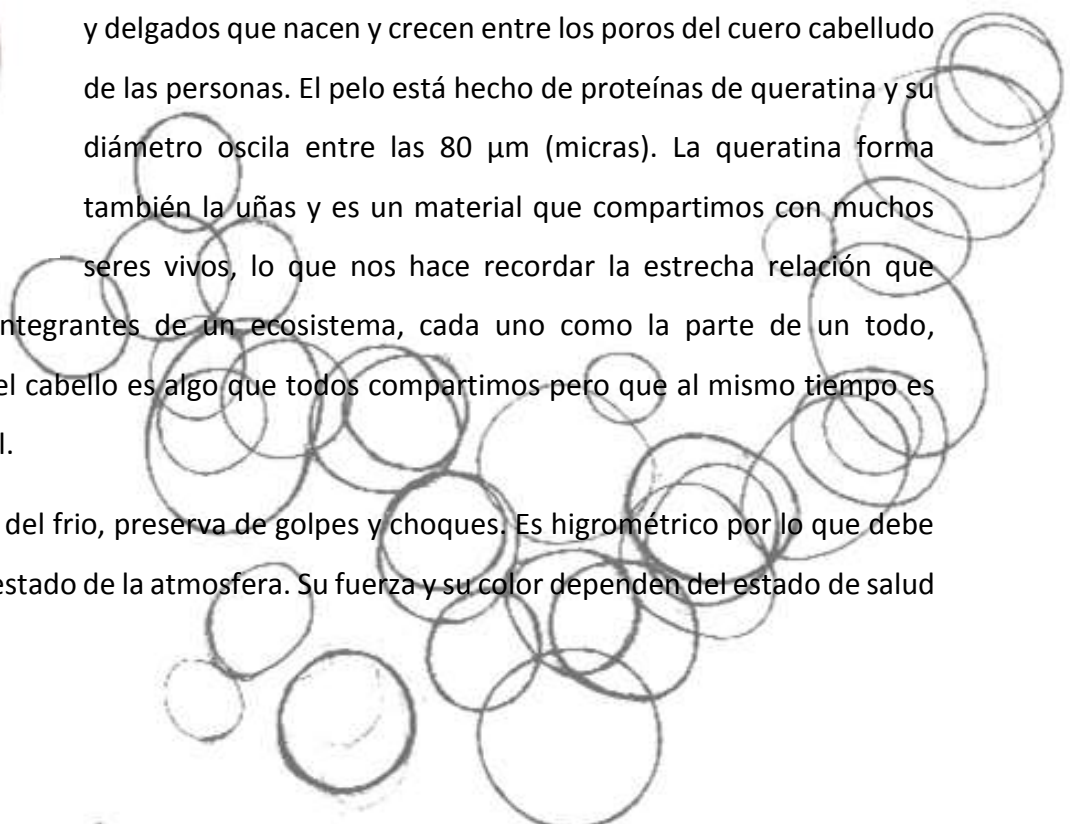 y delgados que nacen y crecen entre los poros del cuero cabelludo
de las personas. El pelo está hecho de proteínas de queratina y su
diámetro oscila entre las 80 µm (micras). La queratina forma
también la uñas y es un material que compartimos con muchos
seres vivos, lo que nos hace recordar la estrecha relación que
integrantes de un ecosistema, cada uno como la parte de un todo,
el cabello es algo que todos compartimos pero que al mismo tiempo es
l.
del frio, preserva de golpes y choques. Es higrométrico por lo que debe
estado de la atmosfera. Su fuerza y su color dependen del estado de salud